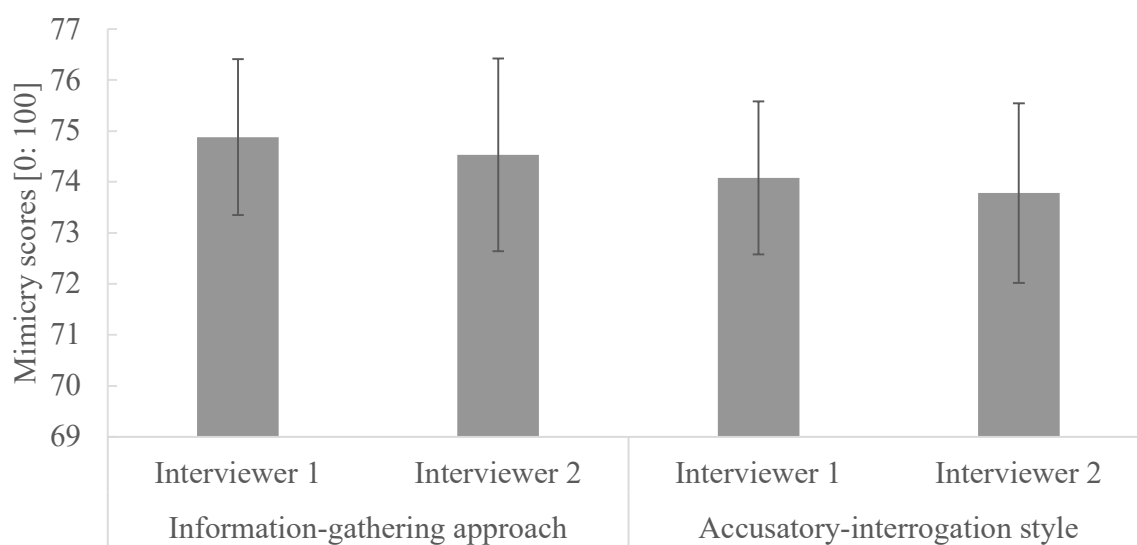 Mimicry scores [0: 100]
77
76
75
74
73
72
71
70
69
Interviewer 1
Interviewer 2
Interviewer 1
Interviewer 2
Information-gathering approach
Accusatory-interrogation style